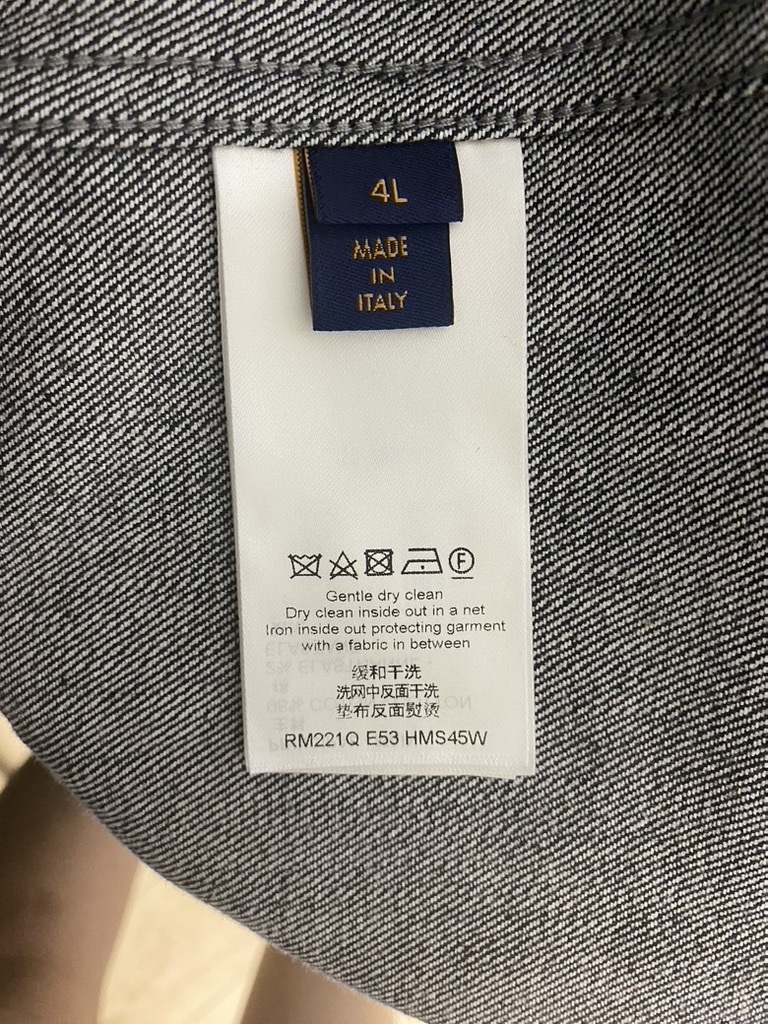 4L
MADE
IN
ITALY
F
Gentle dry clean
Dry clean inside out in a net
Iron inside out protecting garment
with a fabric in between
缓和干洗
洗网中反面干洗
垫布反面熨烫
RM221Q E53 HMS45W